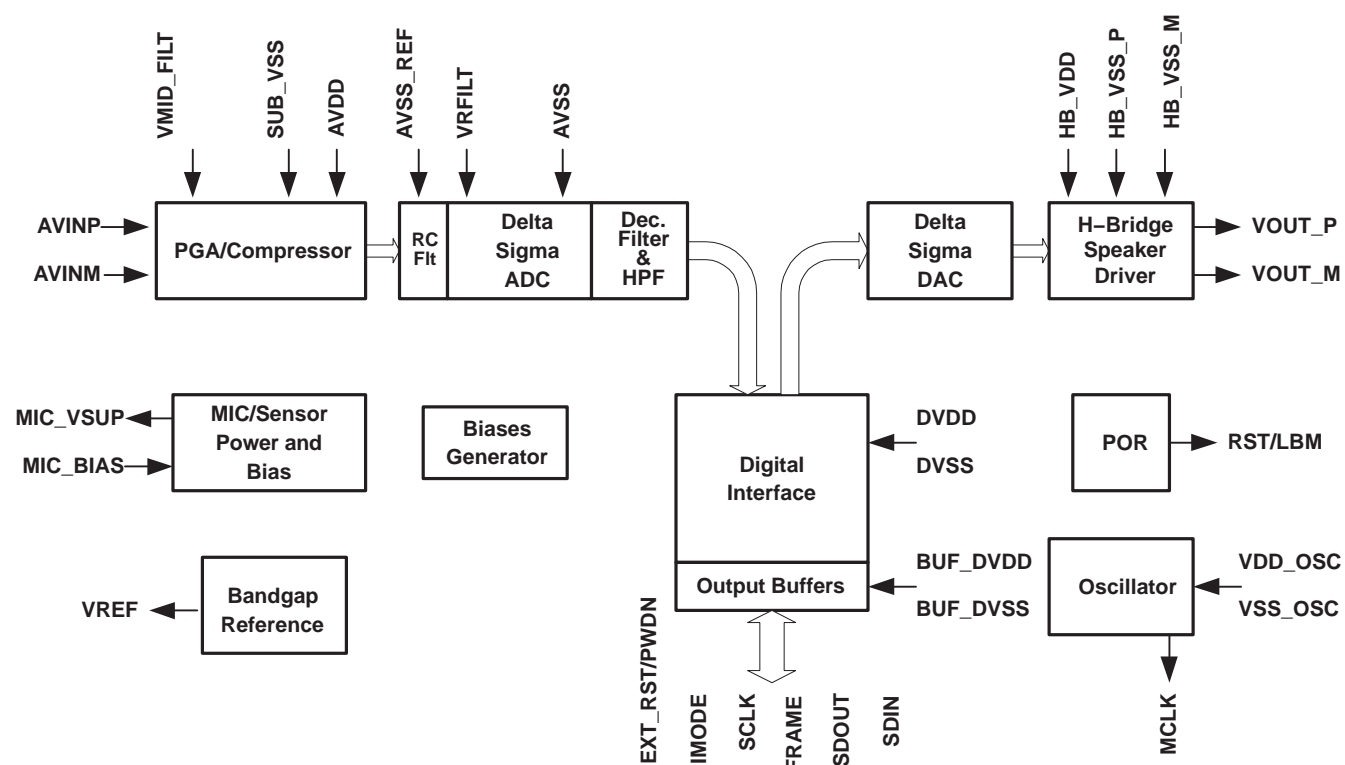 VMID_FILT
SUB_VSS
AVDD
AVSS_REF
VRFILT
AVSS
HB_VDD
HB_VSS_P
HB_VSS_M
AVINP
AVINM
PGA/Compressor
RC
Flt
Delta
Sigma
ADC
Dec.
Filter
&
HPF
Delta
Sigma
DAC
H–Bridge
Speaker
Driver
VOUT_P
VOUT_M
MIC_VSUP
MIC_BIAS
MIC/Sensor
Power and
Bias
Biases
Generator
Digital
Interface
DVDD
DVSS
POR
RST/LBM
VREF
Bandgap
Reference
Output Buffers
BUF_DVDD
BUF_DVSS
Oscillator
VDD_OSC
VSS_OSC
EXT_RST/PWDN
IMODE
SCLK
FRAME
SDOUT
SDIN
MCLK